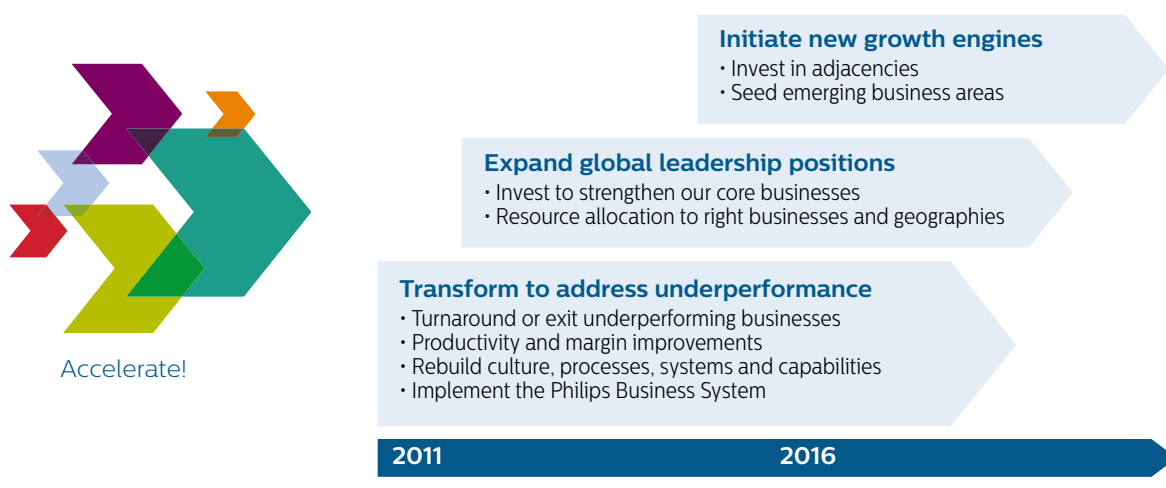 Initiate new growth engines
· Invest in adjacencies
· Seed emerging business areas
Expand global leadership positions
· Invest to strengthen our core businesses
· Resource allocation to right businesses and geographies
Transform to address underperformance
· Turnaround or exit underperforming businesses
· Productivity and margin improvements
· Rebuild culture, processes, systems and capabilities
· Implement the Philips Business System
Accelerate!
2011 2016